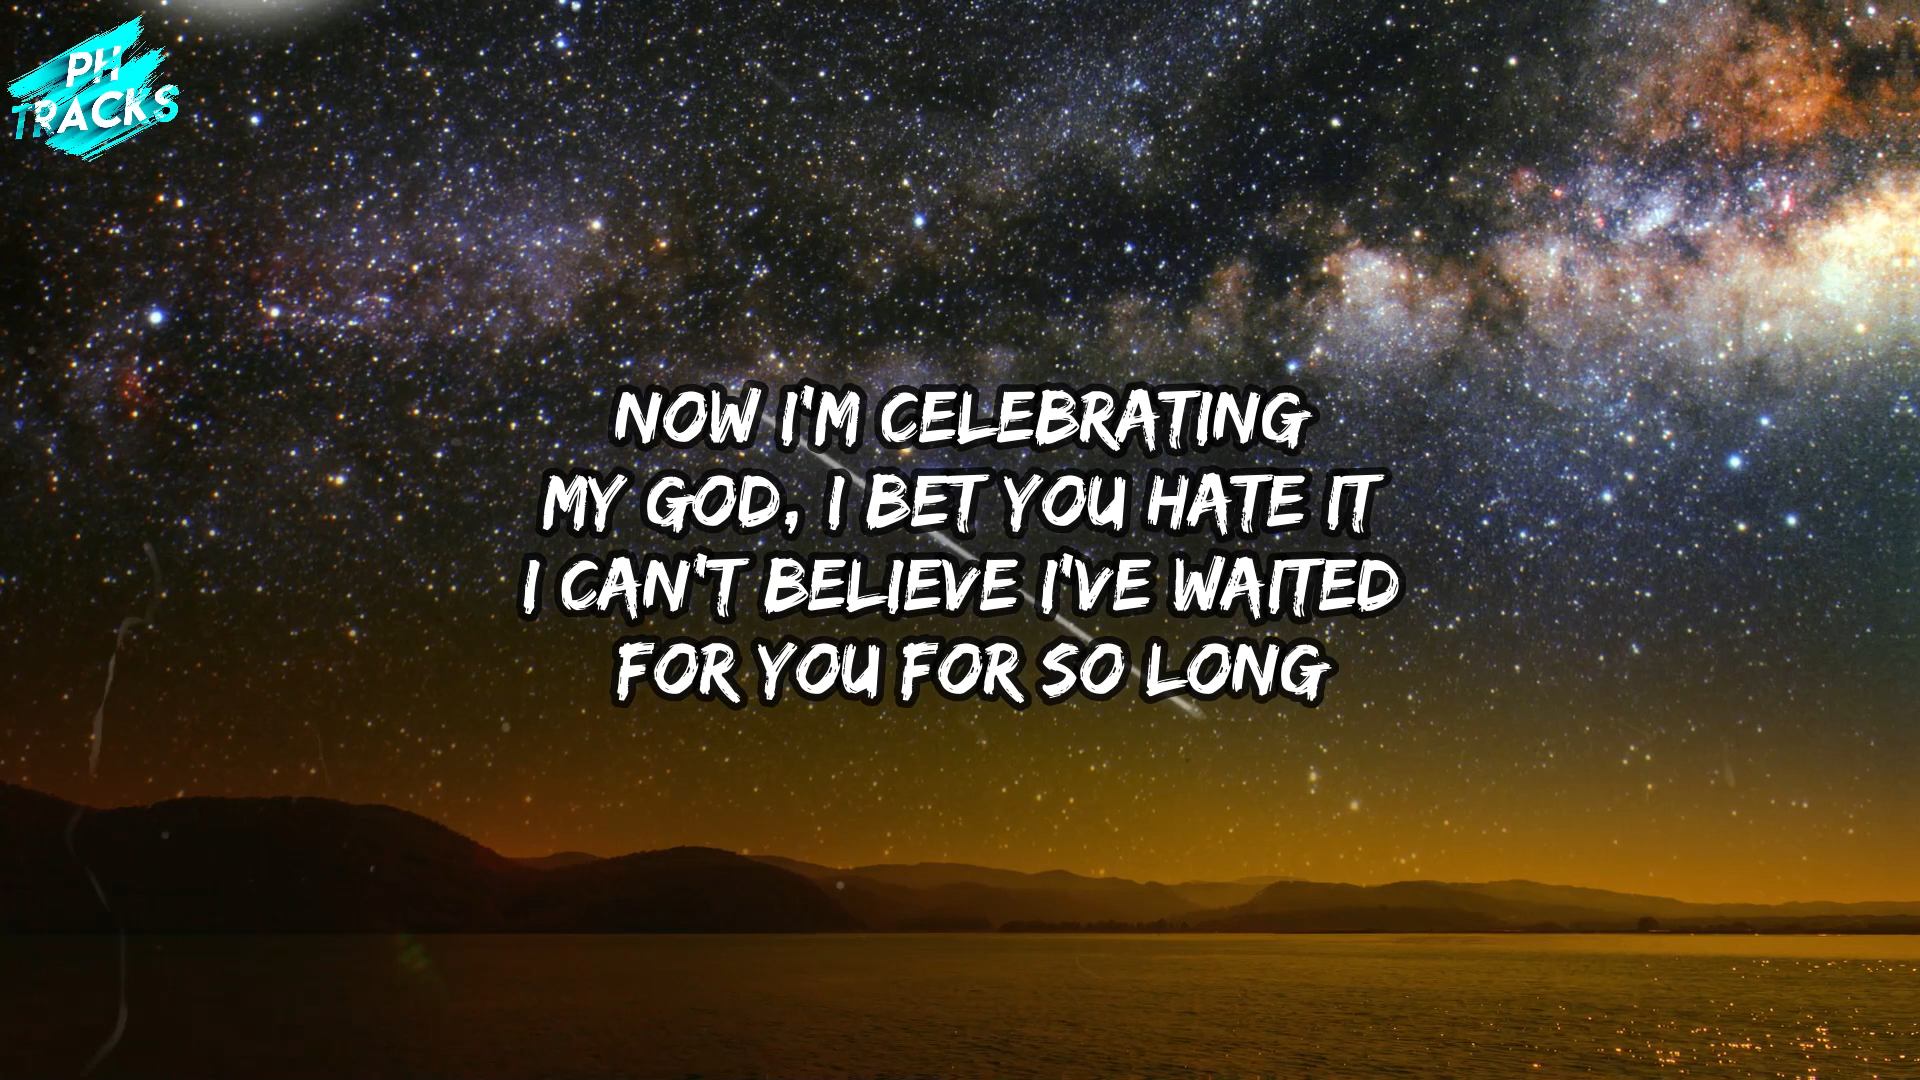 PH
TRACKS
NOW I'M CELEBRATING
MY GOD, I BET YOU HATE IT
I CAN'T BELIEVE I'VE WAITED
FOR YOU FOR SO LONG